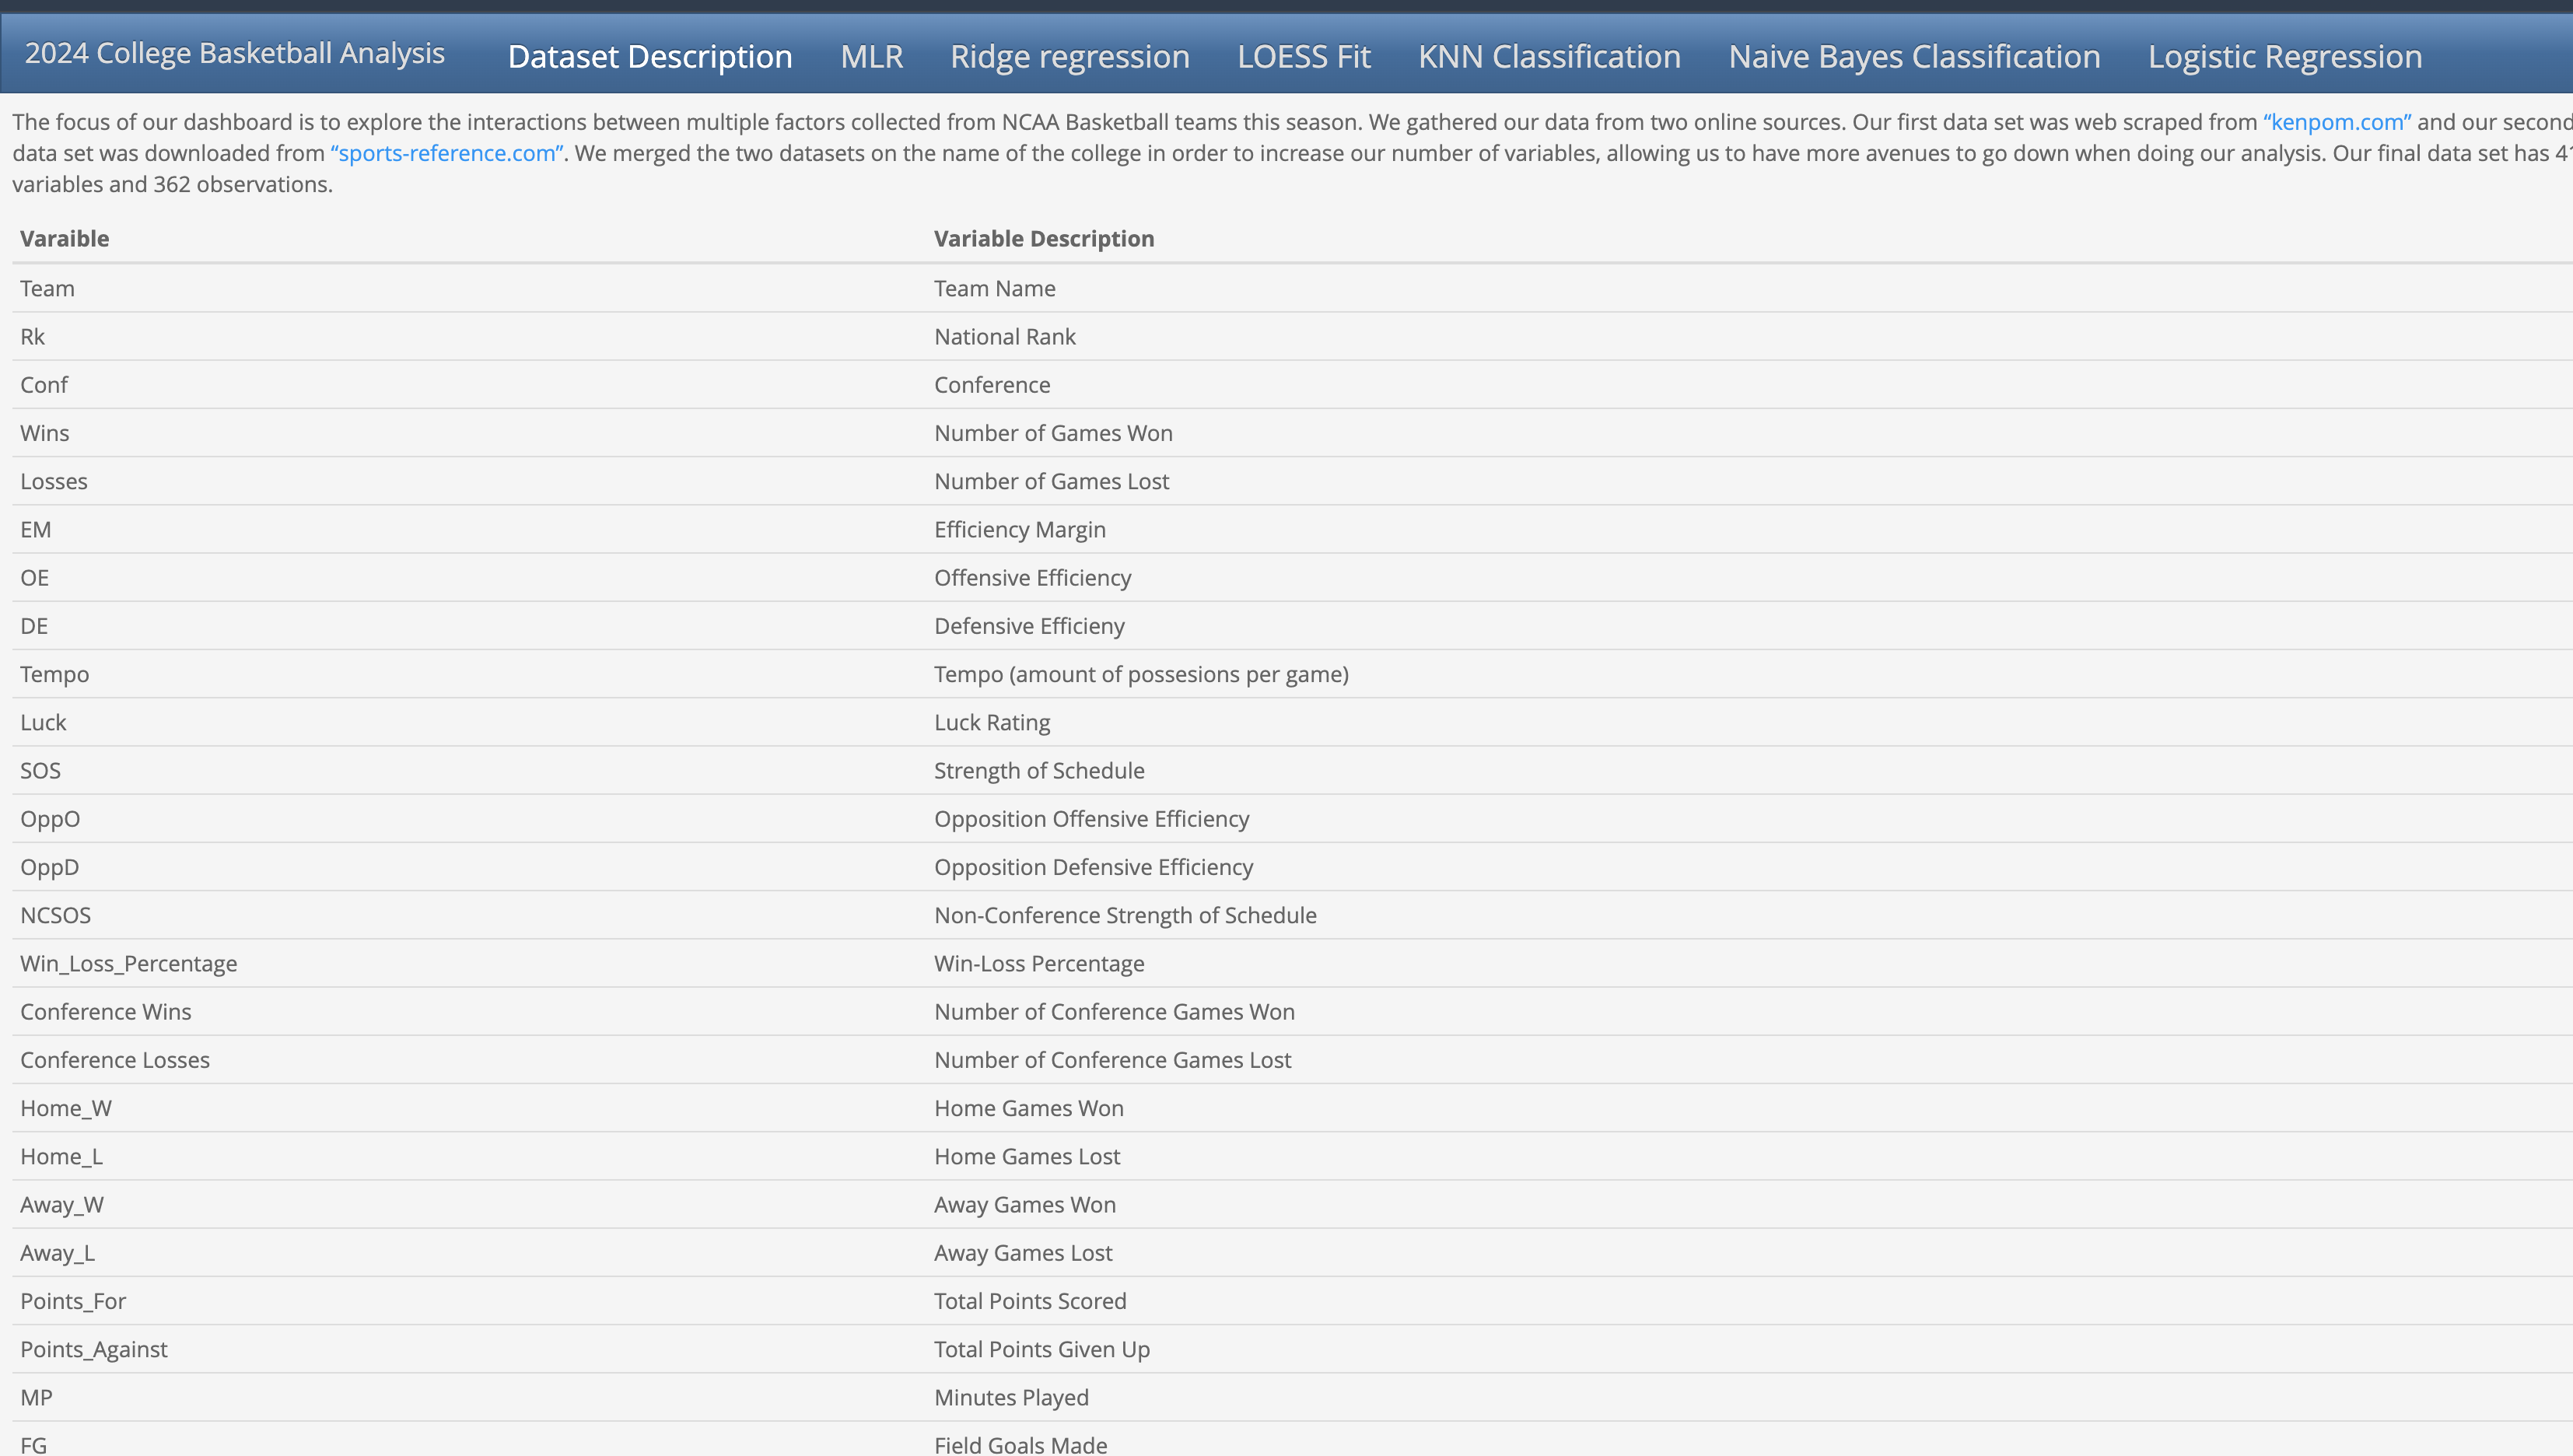 2024 College Basketball Analysis Dataset Description MLR Ridge regression LOESS Fit KNN Classification Naive Bayes Classification Logistic Regression
The focus of our dashboard is to explore the interactions between multiple factors collected from NCAA Basketball teams this season. We gathered our data from two online sources. Our first data set was web scraped from “kenpom.com” and our second
data set was downloaded from “sports-reference.com”. We merged the two datasets on the name of the college in order to increase our number of variables, allowing us to have more avenues to go down when doing our analysis. Our final data set has 41
variables and 362 observations.
Varaible Variable Description
Team Team Name
Rk National Rank
Conf Conference
Wins Number of Games Won
Losses Number of Games Lost
EM Efficiency Margin
OE Offensive Efficiency
DE Defensive Efficieny
Tempo Tempo (amount of possesions per game)
Luck Luck Rating
SOS Strength of Schedule
OppO Opposition Offensive Efficiency
OppD Opposition Defensive Efficiency
NCSOS Non-Conference Strength of Schedule
Win_Loss_Percentage Win-Loss Percentage
Conference Wins Number of Conference Games Won
Conference Losses Number of Conference Games Lost
Home_W Home Games Won
Home_L Home Games Lost
Away_W Away Games Won
Away_L Away Games Lost
Points_For Total Points Scored
Points_Against Total Points Given Up
MP Minutes Played
FG Field Goals Made